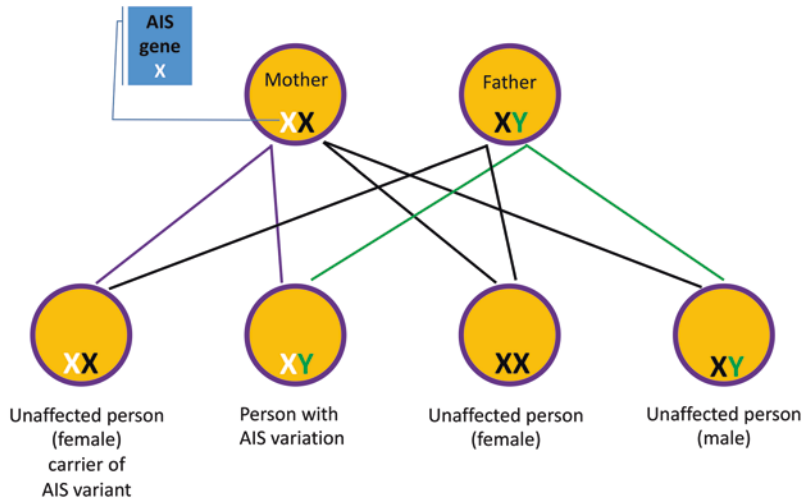 AIS
gene
X
Mother
XX
Father
XY
XX
Unaffected person
(female)
carrier of
AIS variant
XY
Person with
AIS variation
XX
Unaffected person
(female)
XY
Unaffected person
(male)